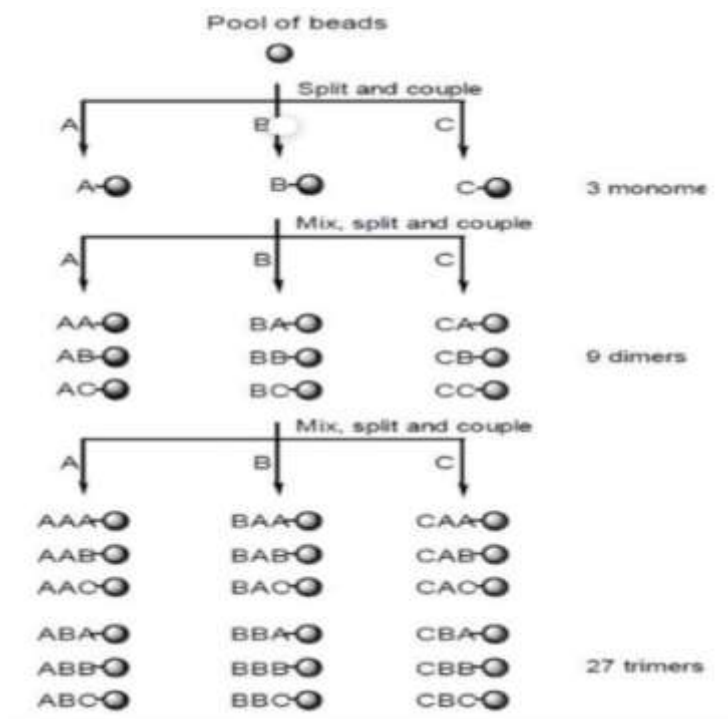 Pool of beads
Split and couple
A B C
A B C 3 monome
Mix, split and couple
A B C
AA BA CA
AB BB CB 9 dimers
AC BC CC
Mix, split and couple
A B C
AAA BAA CAA
AAB BAB CAB
AAC BAC CAC
ABA BBA CBA
ABB BBB CBB 27 trimers
ABC BBC CBC